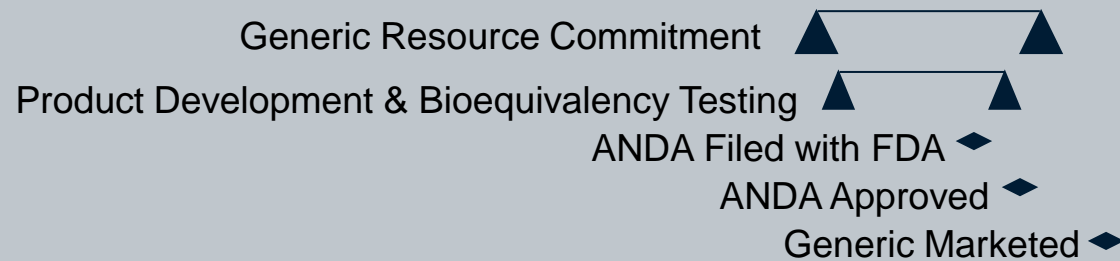 Generic Resource Commitment
Product Development & Bioequivalency Testing
ANDA Filed with FDA
ANDA Approved
Generic Marketed